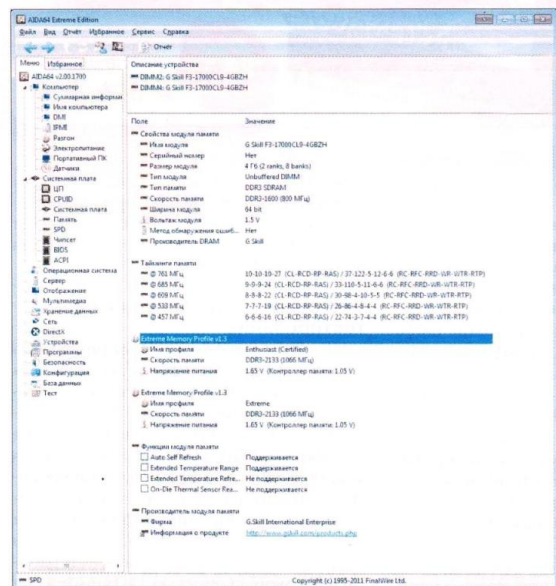 AIDA64 Extreme Edition
Файл Вид Отчёт Избранное Сервис Справка
Отчёт
Меню Избранное
AIDA64 v2.00.1700
Компьютер
Суммарная информаци
Имя компьютера
DMI
IPMI
Разгон
Электропитание
Портативный ПК
Датчики
Системная плата
ЦП
CPUID
Системная плата
Память
SPD
Чипсет
BIOS
ACPI
Операционная система
Сервер
Отображение
Мультимедиа
Хранение данных
Сеть
DirectX
Устройства
Программы
Безопасность
Конфигурация
База данных
Тест
Описание устройства
DIMM2: G Skill F3-17000CL9-4GBZH
DIMM4: G Skill F3-17000CL9-4GBZH
Поле Значение
Свойства модуля памяти
Имя модуля G Skill F3-17000CL9-4GBZH
Серийный номер Нет
Размер модуля 4 Гб (2 ranks, 8 banks)
Тип модуля Unbuffered DIMM
Тип памяти DDR3 SDRAM
Скорость памяти DDR3-1600 (800 МГц)
Ширина модуля 64 bit
Вольтаж модуля 1.5 V
Метод обнаружения ошиб... Нет
Производитель DRAM G Skill
Тайминги памяти
@ 761 МГц 10-10-10-27 (CL-RCD-RP-RAS) / 37-122-5-12-6-6 (RC-RFC-RRD-WR-WTR-RTP)
@ 685 МГц 9-9-9-24 (CL-RCD-RP-RAS) / 33-110-5-11-6-6 (RC-RFC-RRD-WR-WTR-RTP)
@ 609 МГц 8-8-8-22 (CL-RCD-RP-RAS) / 30-98-4-10-5-5 (RC-RFC-RRD-WR-WTR-RTP)
@ 533 МГц 7-7-7-19 (CL-RCD-RP-RAS) / 26-86-4-8-4-4 (RC-RFC-RRD-WR-WTR-RTP)
@ 457 МГц 6-6-6-16 (CL-RCD-RP-RAS) / 22-74-3-7-4-4 (RC-RFC-RRD-WR-WTR-RTP)
Extreme Memory Profile v1.3
Имя профиля Enthusiast (Certified)
Скорость памяти DDR3-2133 (1066 МГц)
Напряжение питания 1.65 V (Контроллер памяти: 1.05 V)
Extreme Memory Profile v1.3
Имя профиля Extreme
Скорость памяти DDR3-2133 (1066 МГц)
Напряжение питания 1.65 V (Контроллер памяти: 1.05 V)
Функции модуля памяти
Auto Self Refresh Поддерживается
Extended Temperature Range Поддерживается
Extended Temperature Refre... Не поддерживается
On-Die Thermal Sensor Rea... Не поддерживается
Производитель модуля памяти
Фирма G.Skill International Enterprise
Информация о продукте http://www.gskill.com/products.php
SPD Copyright (c) 1995-2011 FinalWire Ltd.